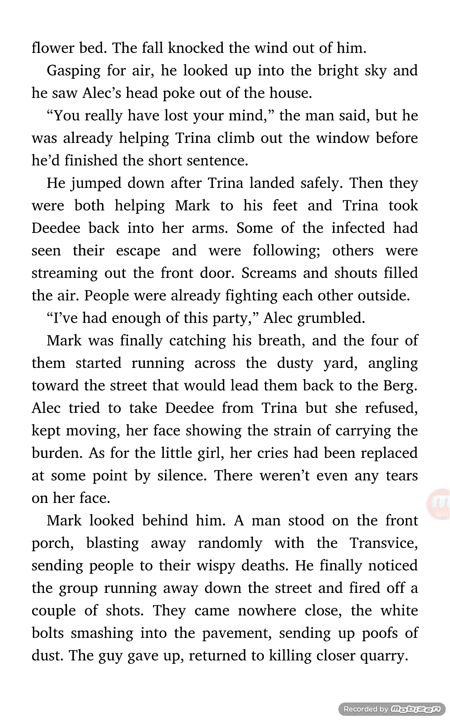 flower bed. The fall knocked the wind out of him.
Gasping for air, he looked up into the bright sky and
he saw Alec’s head poke out of the house.
“You really have lost your mind,” the man said, but he
was already helping Trina climb out the window before
he’d finished the short sentence.
He jumped down after Trina landed safely. Then they
were both helping Mark to his feet and Trina took
Deedee back into her arms. Some of the infected had
seen their escape and were following; others were
streaming out the front door. Screams and shouts filled
the air. People were already fighting each other outside.
“I’ve had enough of this party,” Alec grumbled.
Mark was finally catching his breath, and the four of
them started running across the dusty yard, angling
toward the street that would lead them back to the Berg.
Alec tried to take Deedee from Trina but she refused,
kept moving, her face showing the strain of carrying the
burden. As for the little girl, her cries had been replaced
at some point by silence. There weren’t even any tears
on her face.
Mark looked behind him. A man stood on the front
porch, blasting away randomly with the Transvice,
sending people to their wispy deaths. He finally noticed
the group running away down the street and fired off a
couple of shots. They came nowhere close, the white
bolts smashing into the pavement, sending up poofs of
dust. The guy gave up, returned to killing closer quarry.
Recorded by Mobizen